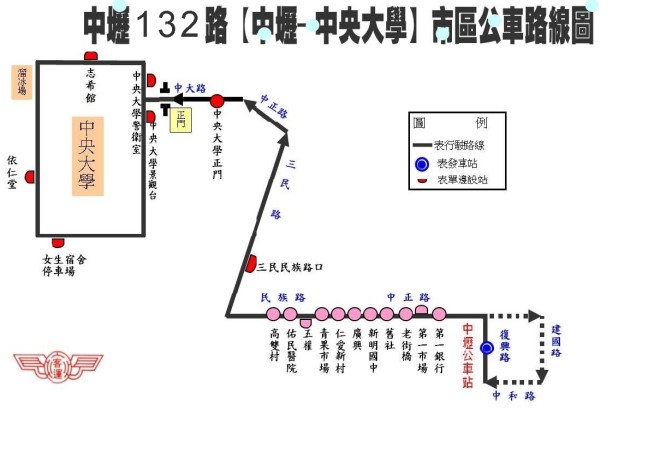 中壢132路【中壢-中央大學】市區公車路線圖
溜冰場
志希館
中央大學警衛室
中大路
正門
中央大學
中央大學景觀台
中央大學正門
中正路
依仁堂
女生宿舍
停車場
三民路
三民民族路口
圖 例
表行駛路線
表發車站
表單邊設站
民族路
中正路
高雙村
佑民醫院
五權
青果市場
仁愛新村
廣興
新明國中
舊社
老街橋
第一市場
第一銀行
中壢公車站
復興路
建國路
中和路
客運